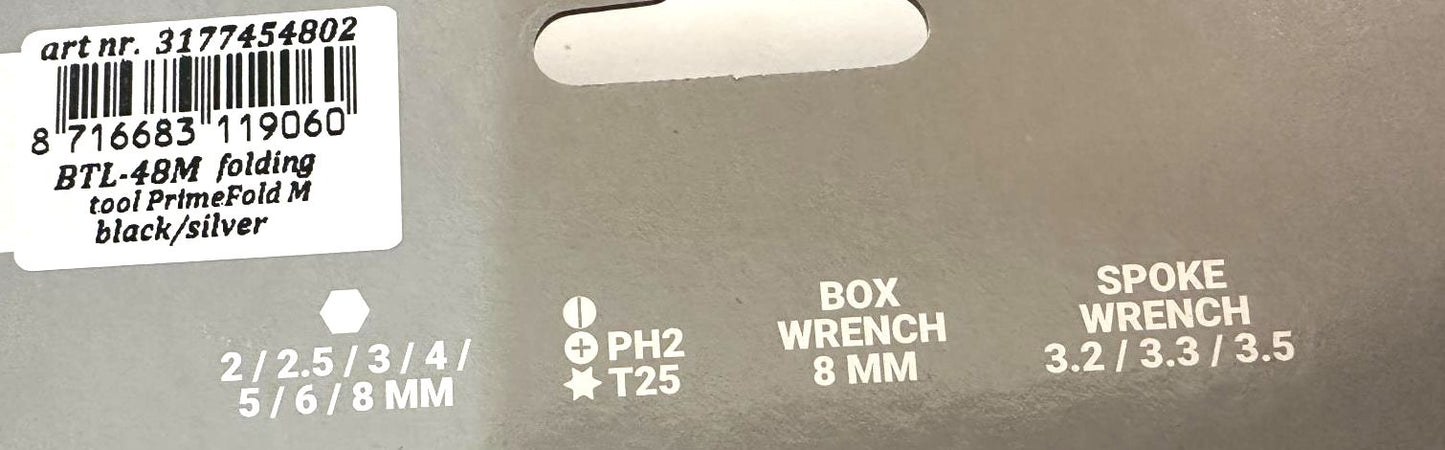 art nr. 3177454802
8 716683 119060
BTL-48M folding
tool PrimeFold M
black/silver
2 / 2.5 / 3 / 4 /
5 / 6 / 8 MM
PH2
T25
BOX
WRENCH
8 MM
SPOKE
WRENCH
3.2 / 3.3 / 3.5